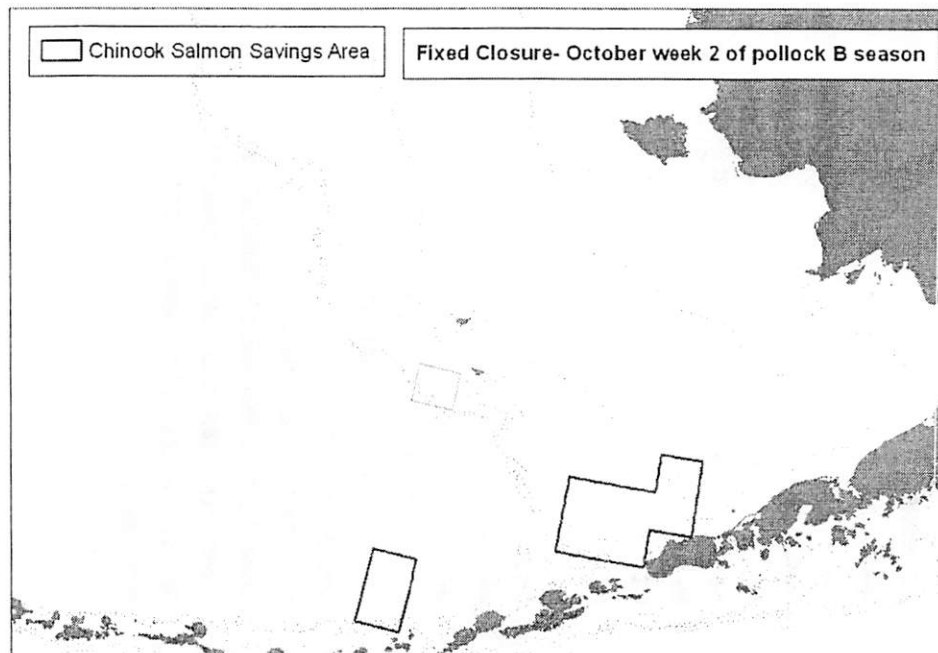 Chinook Salmon Savings Area
Fixed Closure- October week 2 of pollock B season